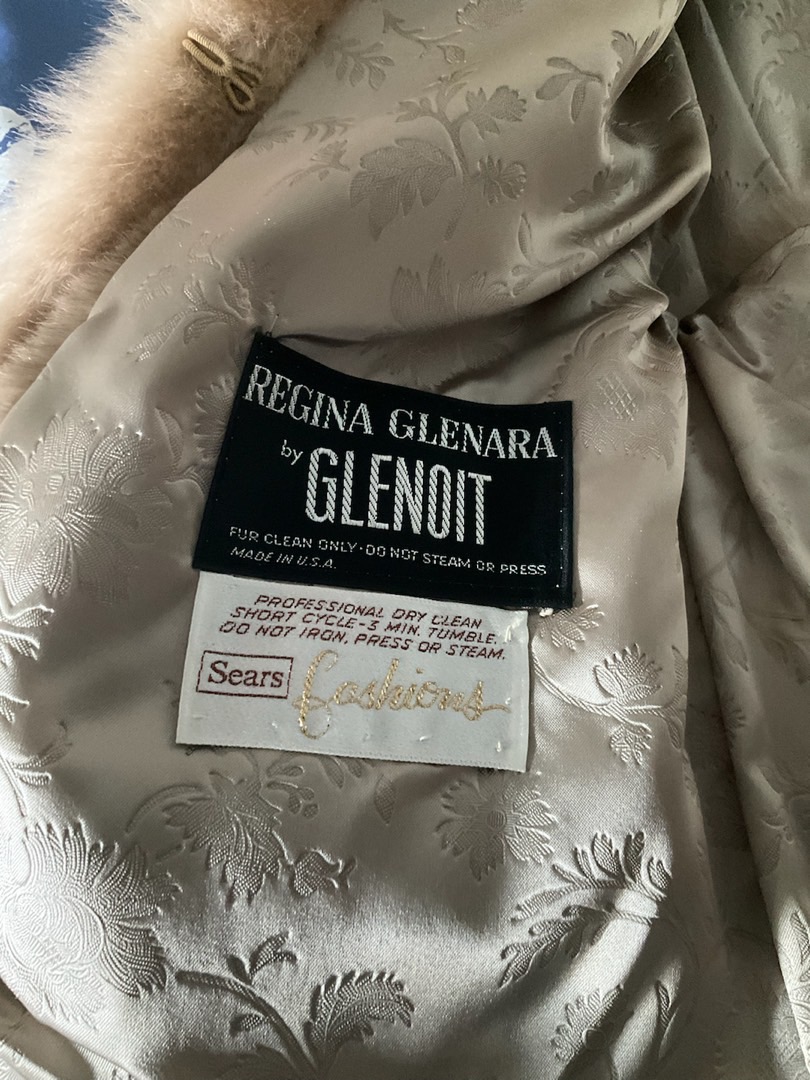 REGINA GLENARA
by
GLENOIT
FUR CLEAN ONLY · DO NOT STEAM OR PRESS
MADE IN U.S.A.
PROFESSIONAL DRY CLEAN
SHORT CYCLE-3 MIN. TUMBLE.
DO NOT IRON, PRESS OR STEAM.
Sears fashions